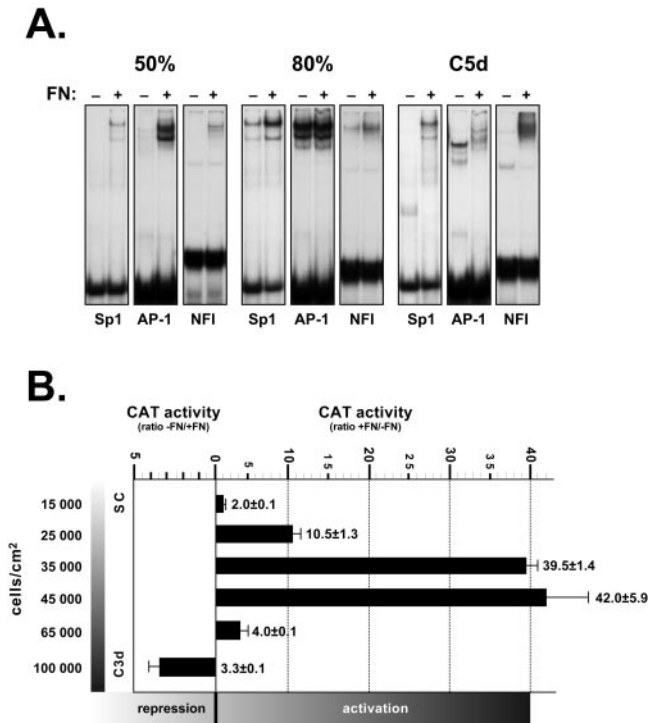 A.
50% 80% C5d
FN: – + – + – + – + – + – + – + – + – +
Sp1 AP-1 NFI Sp1 AP-1 NFI Sp1 AP-1 NFI
B.
CAT activity CAT activity
(ratio -FN/+FN) (ratio +FN/-FN)
5 0 5 10 15 20 25 30 35 40
cells/cm²
SC
15 000 2.0±0.1
25 000 10.5±1.3
35 000 39.5±1.4
45 000 42.0±5.9
65 000 4.0±0.1
C3d
100 000 3.3±0.1
repression activation